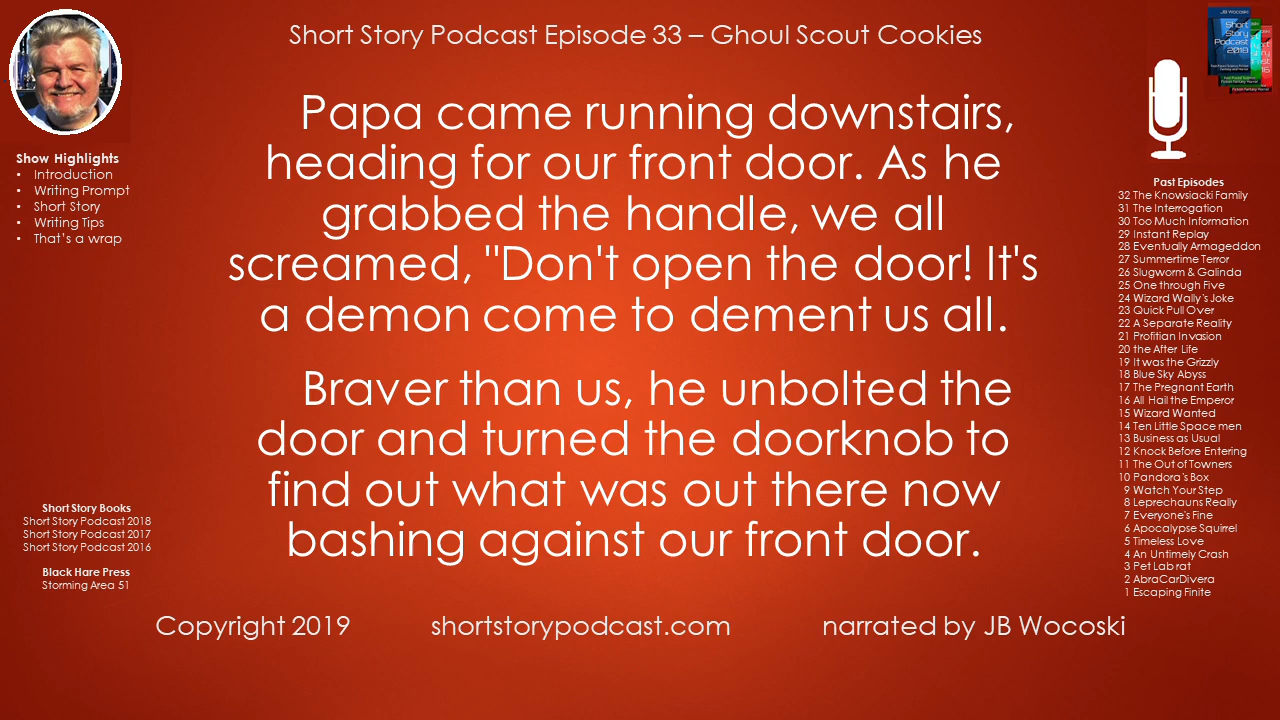 Short Story Podcast Episode 33 – Ghoul Scout Cookies
Papa came running downstairs,
heading for our front door. As he
grabbed the handle, we all
screamed, "Don't open the door! It's
a demon come to dement us all.
Braver than us, he unbolted the
door and turned the doorknob to
find out what was out there now
bashing against our front door.
Show Highlights
• Introduction
• Writing Prompt
• Short Story
• Writing Tips
• That's a wrap
Short Story Books
Short Story Podcast 2018
Short Story Podcast 2017
Short Story Podcast 2016
Black Hare Press
Storming Area 51
JB Wocoski
Short
Story
Podcast
2018
Past Episodes
32 The Knowsiacki Family
31 The Interrogation
30 Too Much Information
29 Instant Replay
28 Eventually Armageddon
27 Summertime Terror
26 Slugworm & Galinda
25 One through Five
24 Wizard Wally's Joke
23 Quick Pull Over
22 A Separate Reality
21 Profitian Invasion
20 the After Life
19 It was the Grizzly
18 Blue Sky Abyss
17 The Pregnant Earth
16 All Hail the Emperor
15 Wizard Wanted
14 Ten Little Space men
13 Business as Usual
12 Knock Before Entering
11 The Out of Towners
10 Pandora's Box
9 Watch Your Step
8 Leprechauns Really
7 Everyone's Fine
6 Apocalypse Squirrel
5 Timeless Love
4 An Untimely Crash
3 Pet Lab rat
2 AbraCarDivera
1 Escaping Finite
Copyright 2019 shortstorypodcast.com narrated by JB Wocoski